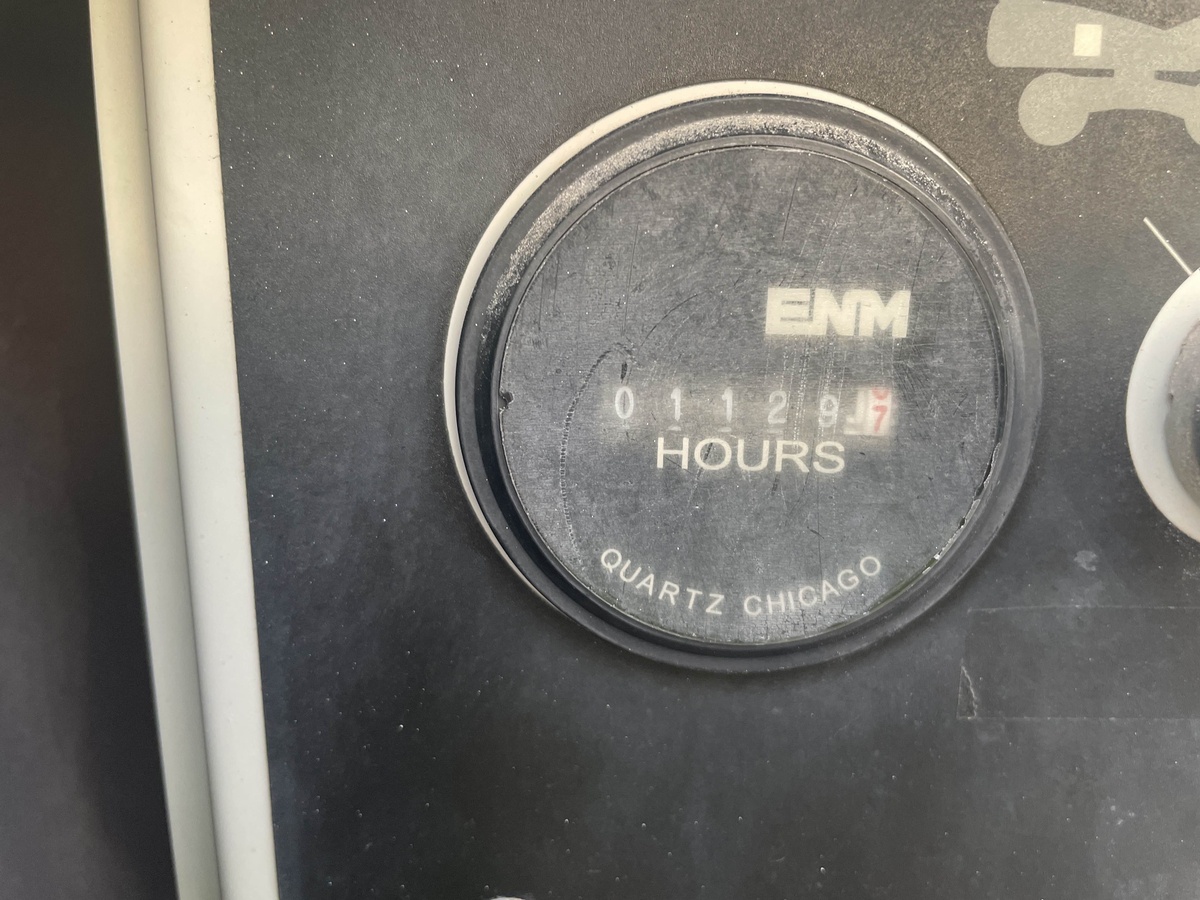 ENM
0 1 1 2 9 7
HOURS
QUARTZ CHICAGO